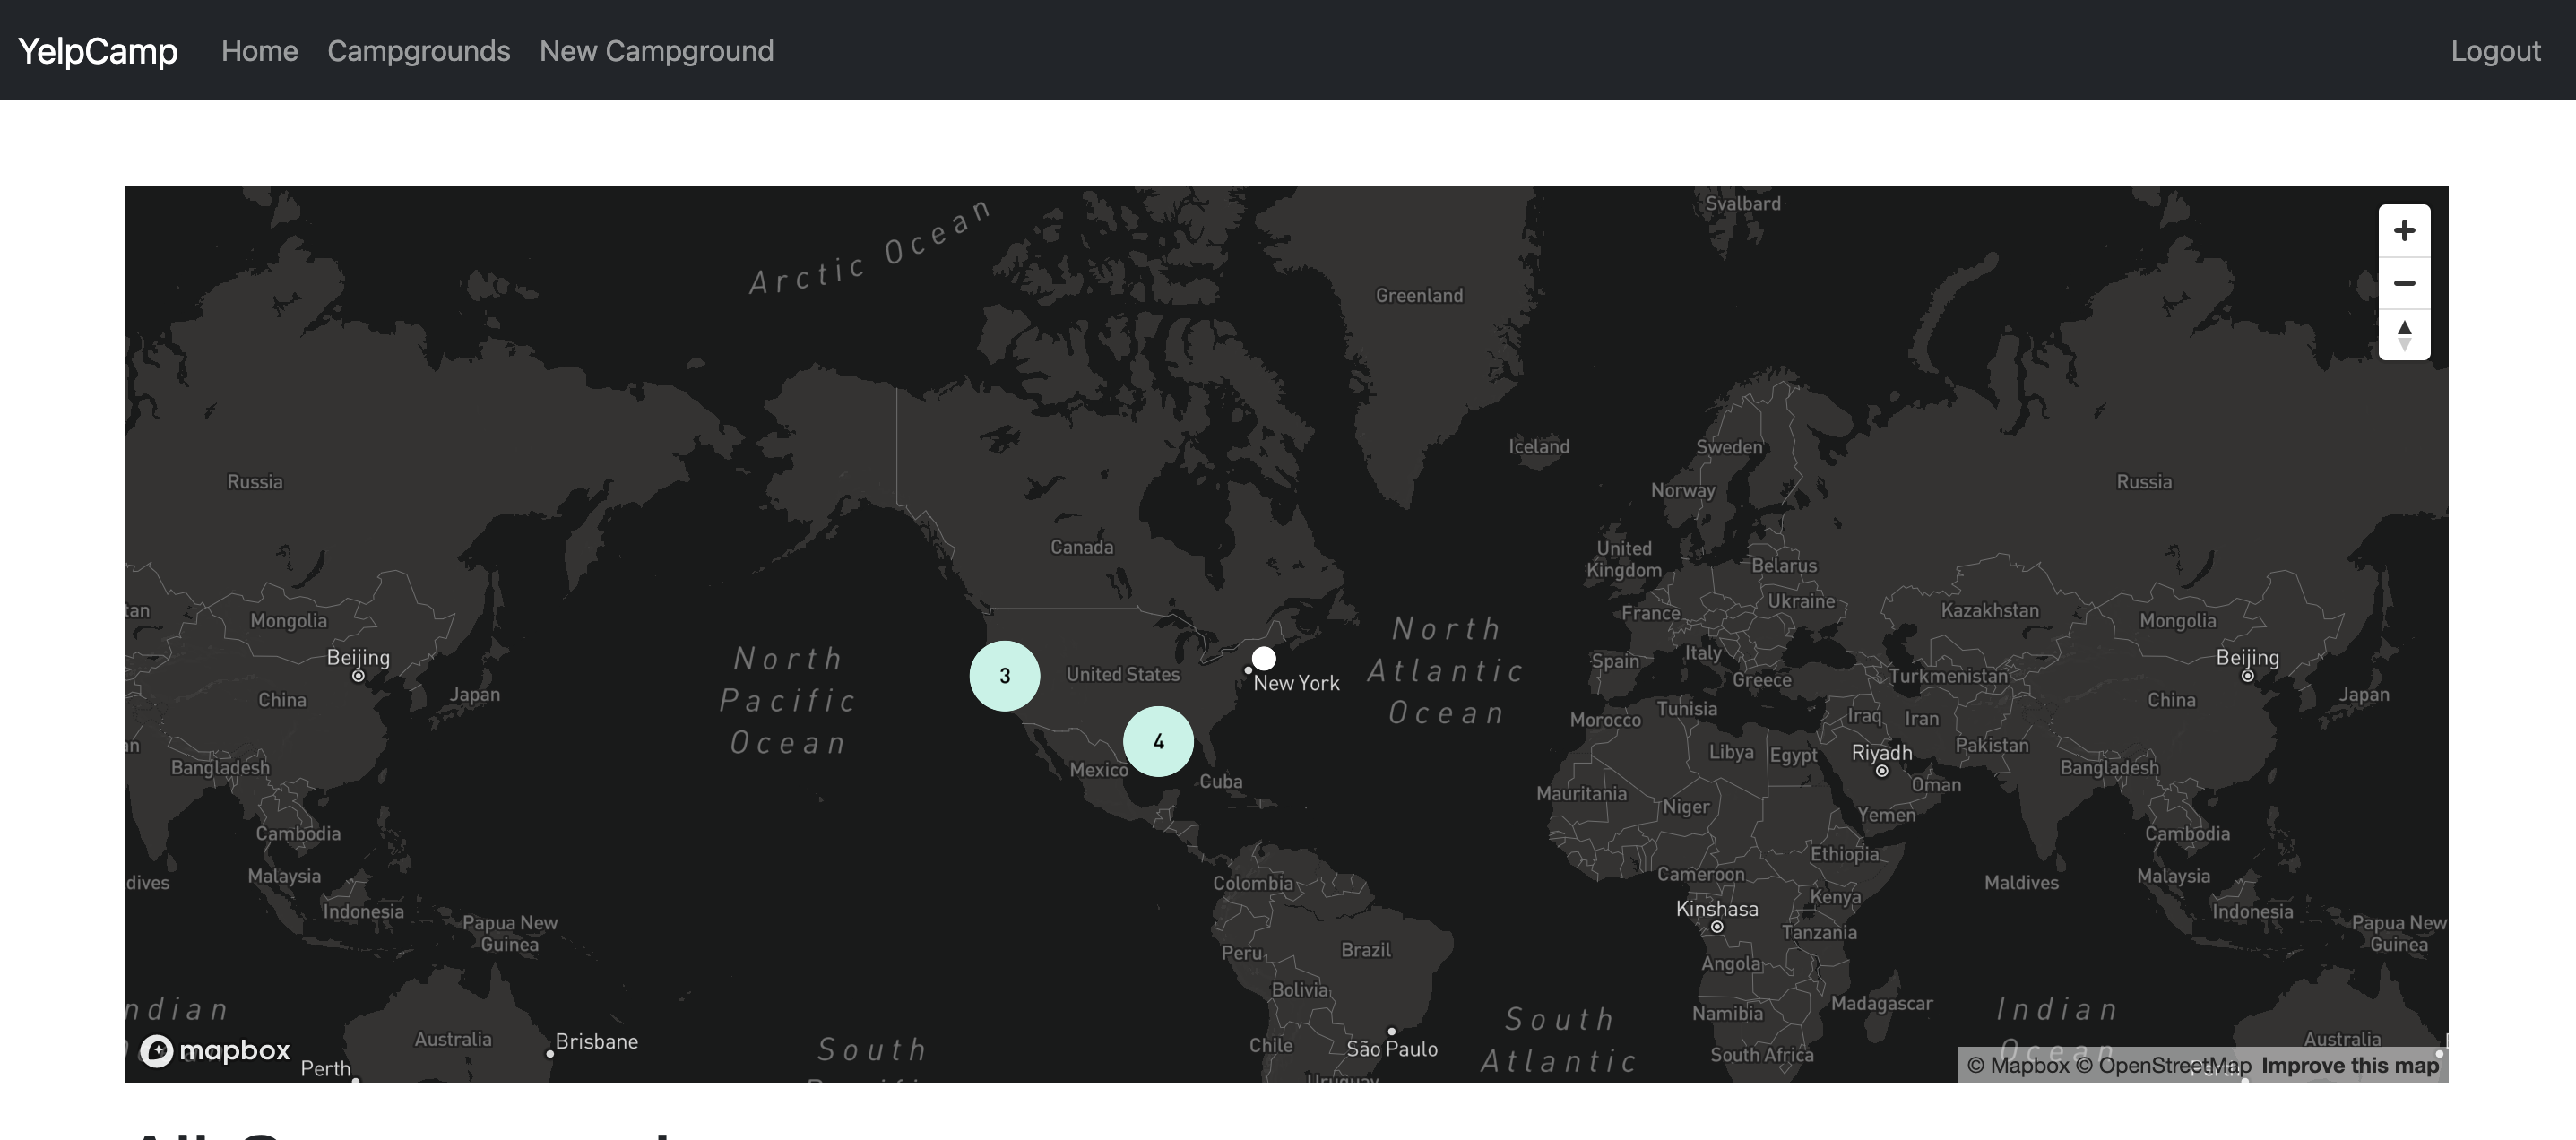 YelpCamp Home Campgrounds New Campground Logout
Svalbard
Arctic Ocean
Greenland
Iceland
Sweden
Russia
Russia
Norway
Canada
United
Kingdom
Belarus
Ukraine
France
Kazakhstan
Mongolia
Mongolia
North
Pacific
Ocean
North
Atlantic
Ocean
Beijing
Beijing
Spain
Italy
Greece
Turkmenistan
3
United States
New York
China
China
Japan
Japan
Morocco
Tunisia
Iraq
Iran
4
Libya
Egypt
Riyadh
Pakistan
Bangladesh
Bangladesh
Mexico
Cuba
Oman
Mauritania
Niger
Yemen
Cambodia
Cambodia
Ethiopia
Malaysia
Malaysia
dives
Colombia
Cameroon
Kenya
Maldives
Indonesia
Indonesia
Kinshasa
Papua New
Guinea
Papua New
Guinea
Tanzania
Peru
Brazil
Angola
Bolivia
Madagascar
ndian
Indian
Ocean
Namibia
South
Atlantic
Australia
Australia
Brisbane
mapbox
South
Chile
São Paulo
South Africa
Perth
© Mapbox © OpenStreetMap Improve this map